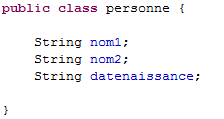 public class personne {
String nom1;
String nom2;
String datenaissance;
}